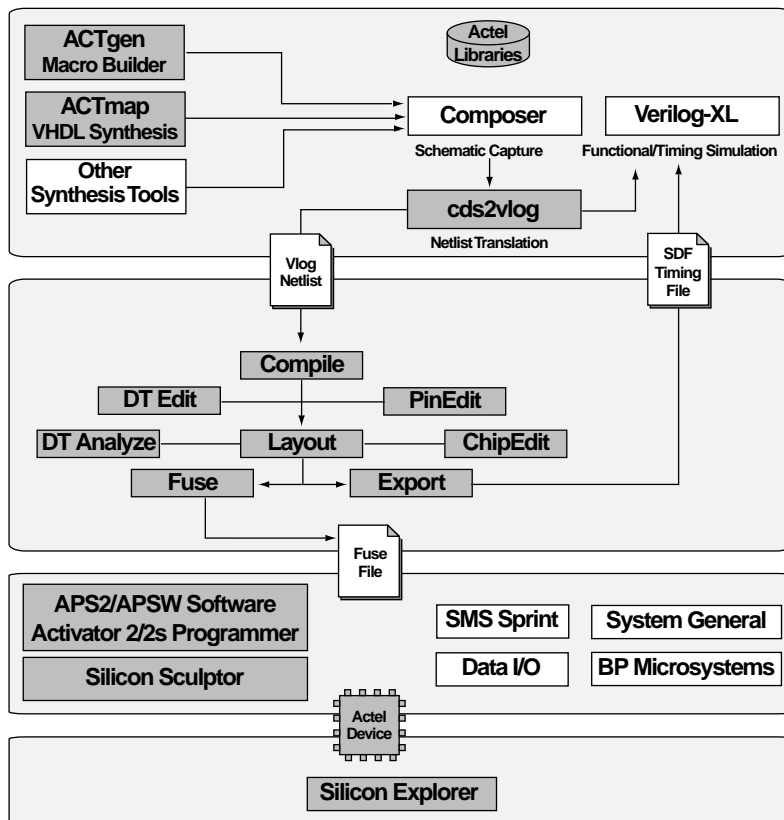 ACTgen
Macro Builder
Actel
Libraries
ACTmap
VHDL Synthesis
Composer
Verilog-XL
Schematic Capture
Functional/Timing Simulation
Other
Synthesis Tools
cds2vlog
Netlist Translation
Vlog
Netlist
SDF
Timing
File
Compile
DT Edit
PinEdit
DT Analyze
Layout
ChipEdit
Fuse
Export
Fuse
File
APS2/APSW Software
Activator 2/2s Programmer
SMS Sprint
System General
Silicon Sculptor
Data I/O
BP Microsystems
Actel
Device
Silicon Explorer